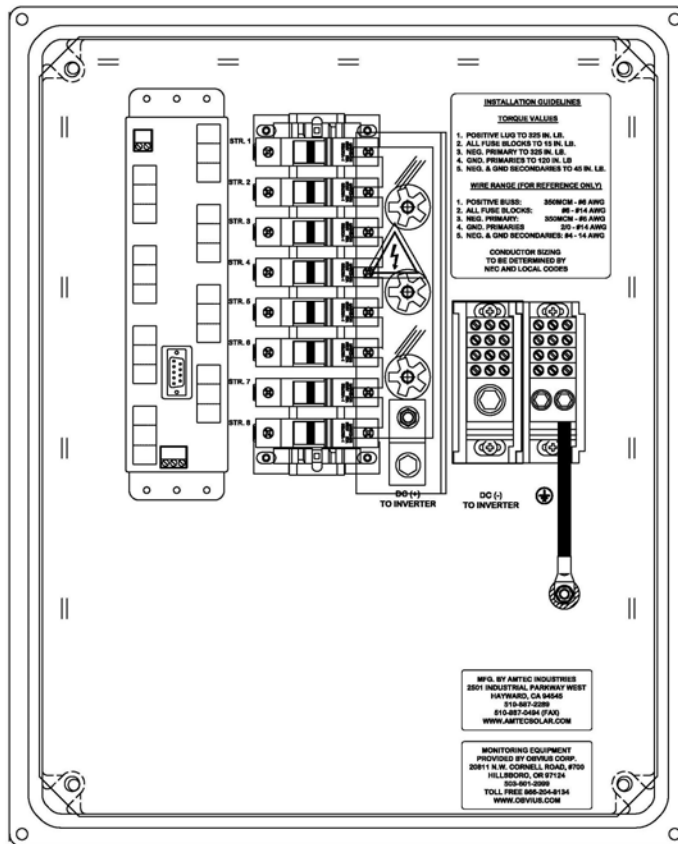 INSTALLATION GUIDELINES
TORQUE VALUES
1. POSITIVE LUG TO 325 IN. LB.
2. ALL FUSE BLOCKS TO 18 IN. LB.
3. NEG. PRIMARY TO 325 IN. LB.
4. GND. PRIMARIES TO 120 IN. LB
5. NEG. & GND SECONDARIES TO 45 IN. LB.
WIRE RANGE (FOR REFERENCE ONLY)
1. POSITIVE BUSS: 350MCM - #6 AWG
2. ALL FUSE BLOCKS: #6 - #14 AWG
3. NEG. PRIMARY: 350MCM - #6 AWG
4. GND. PRIMARIES 2/0 - #14 AWG
5. NEG. & GND SECONDARIES: #4 - 14 AWG
CONDUCTOR SIZING
TO BE DETERMINED BY
NEC AND LOCAL CODES
STR. 1
STR. 2
STR. 3
STR. 4
STR. 5
STR. 6
STR. 7
STR. 8
DC (+)
TO INVERTER
DC (-)
TO INVERTER
MFG. BY AMTEC INDUSTRIES
2501 INDUSTRIAL PARKWAY WEST
HAYWARD, CA 94545
510-887-2289
510-887-0494 (FAX)
WWW.AMTECSOLAR.COM
MONITORING EQUIPMENT
PROVIDED BY OBVIUS CORP.
20811 N.W. CORNELL ROAD, #700
HILLSBORO, OR 97124
503-601-2099
TOLL FREE 866-204-8134
WWW.OBVIUS.COM